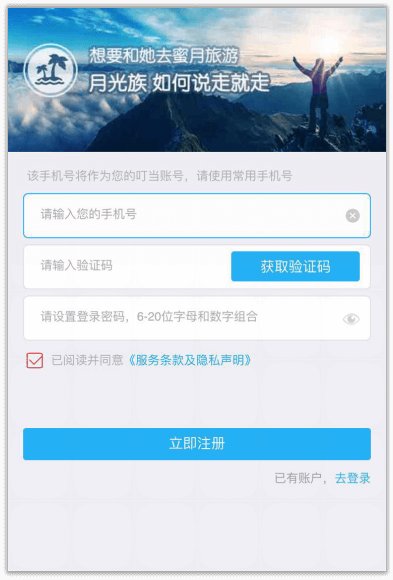 想要和她去蜜月旅游
月光族 如何说走就走
该手机号将作为您的叮当账号，请使用常用手机号
请输入您的手机号
请输入验证码
获取验证码
请设置登录密码，6-20位字母和数字组合
已阅读并同意《服务条款及隐私声明》
立即注册
已有账户，去登录